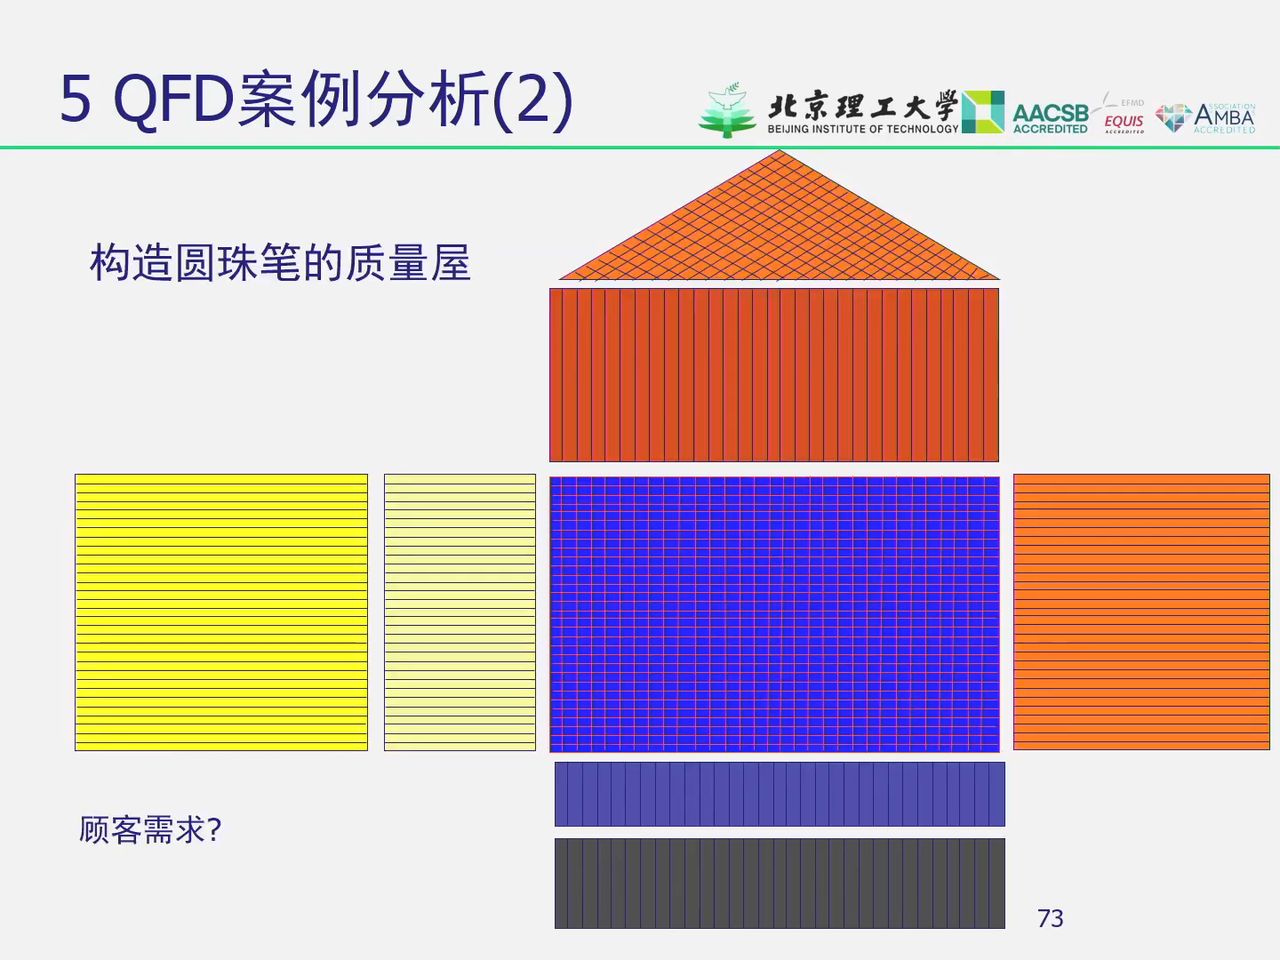 5 QFD案例分析(2)
北京理工大学
BEIJING INSTITUTE OF TECHNOLOGY
AACSB
ACCREDITED
EFMD
EQUIS
ACCREDITED
ASSOCIATION
AMBA
ACCREDITED
构造圆珠笔的质量屋
顾客需求?
73